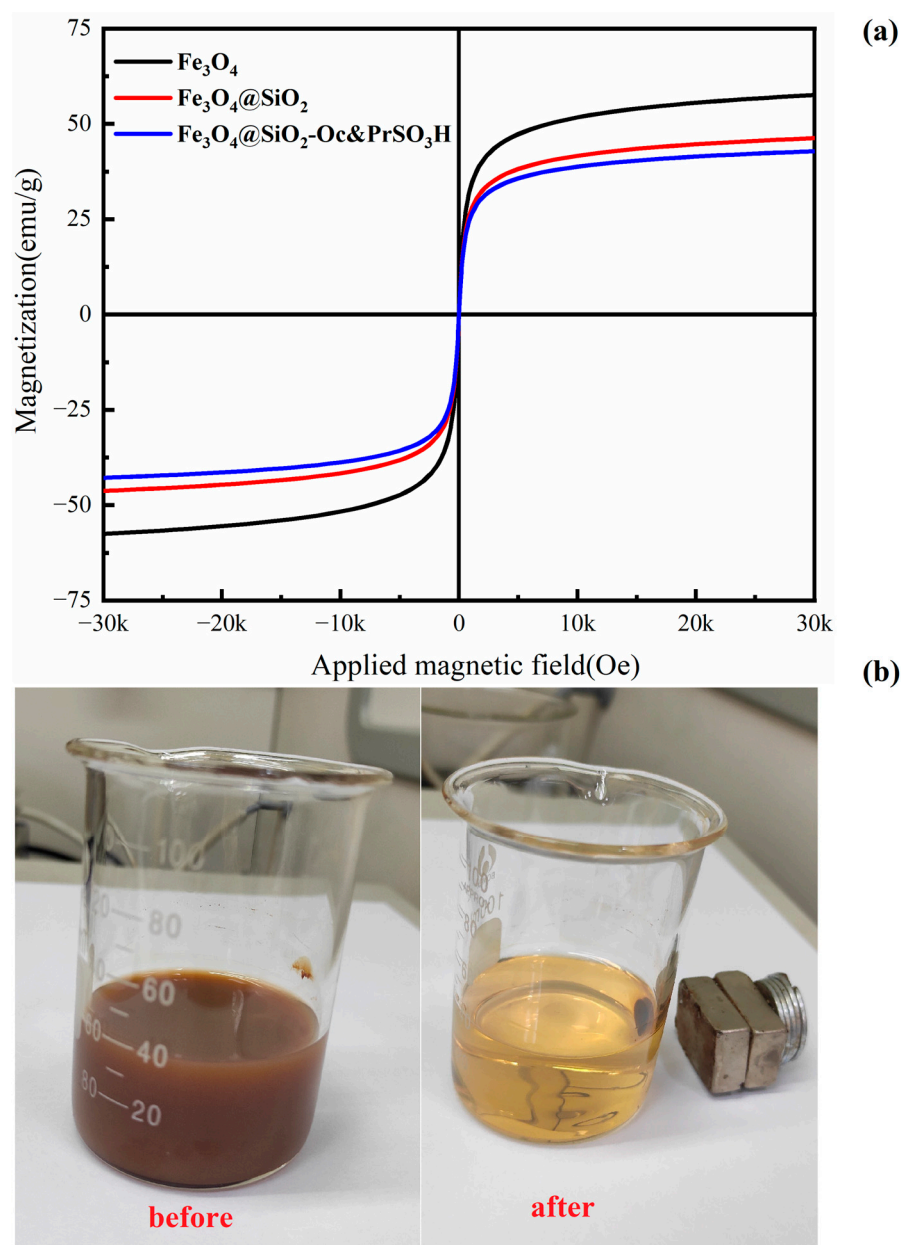 (a)
75
Fe₃O₄
Fe₃O₄@SiO₂
Fe₃O₄@SiO₂-Oc&PrSO₃H
50
25
0
−25
−50
−75
Magnetization(emu/g)
−30k −20k −10k 0 10k 20k 30k
Applied magnetic field(Oe)
(b)
100
80
60
40
80 20
before
after